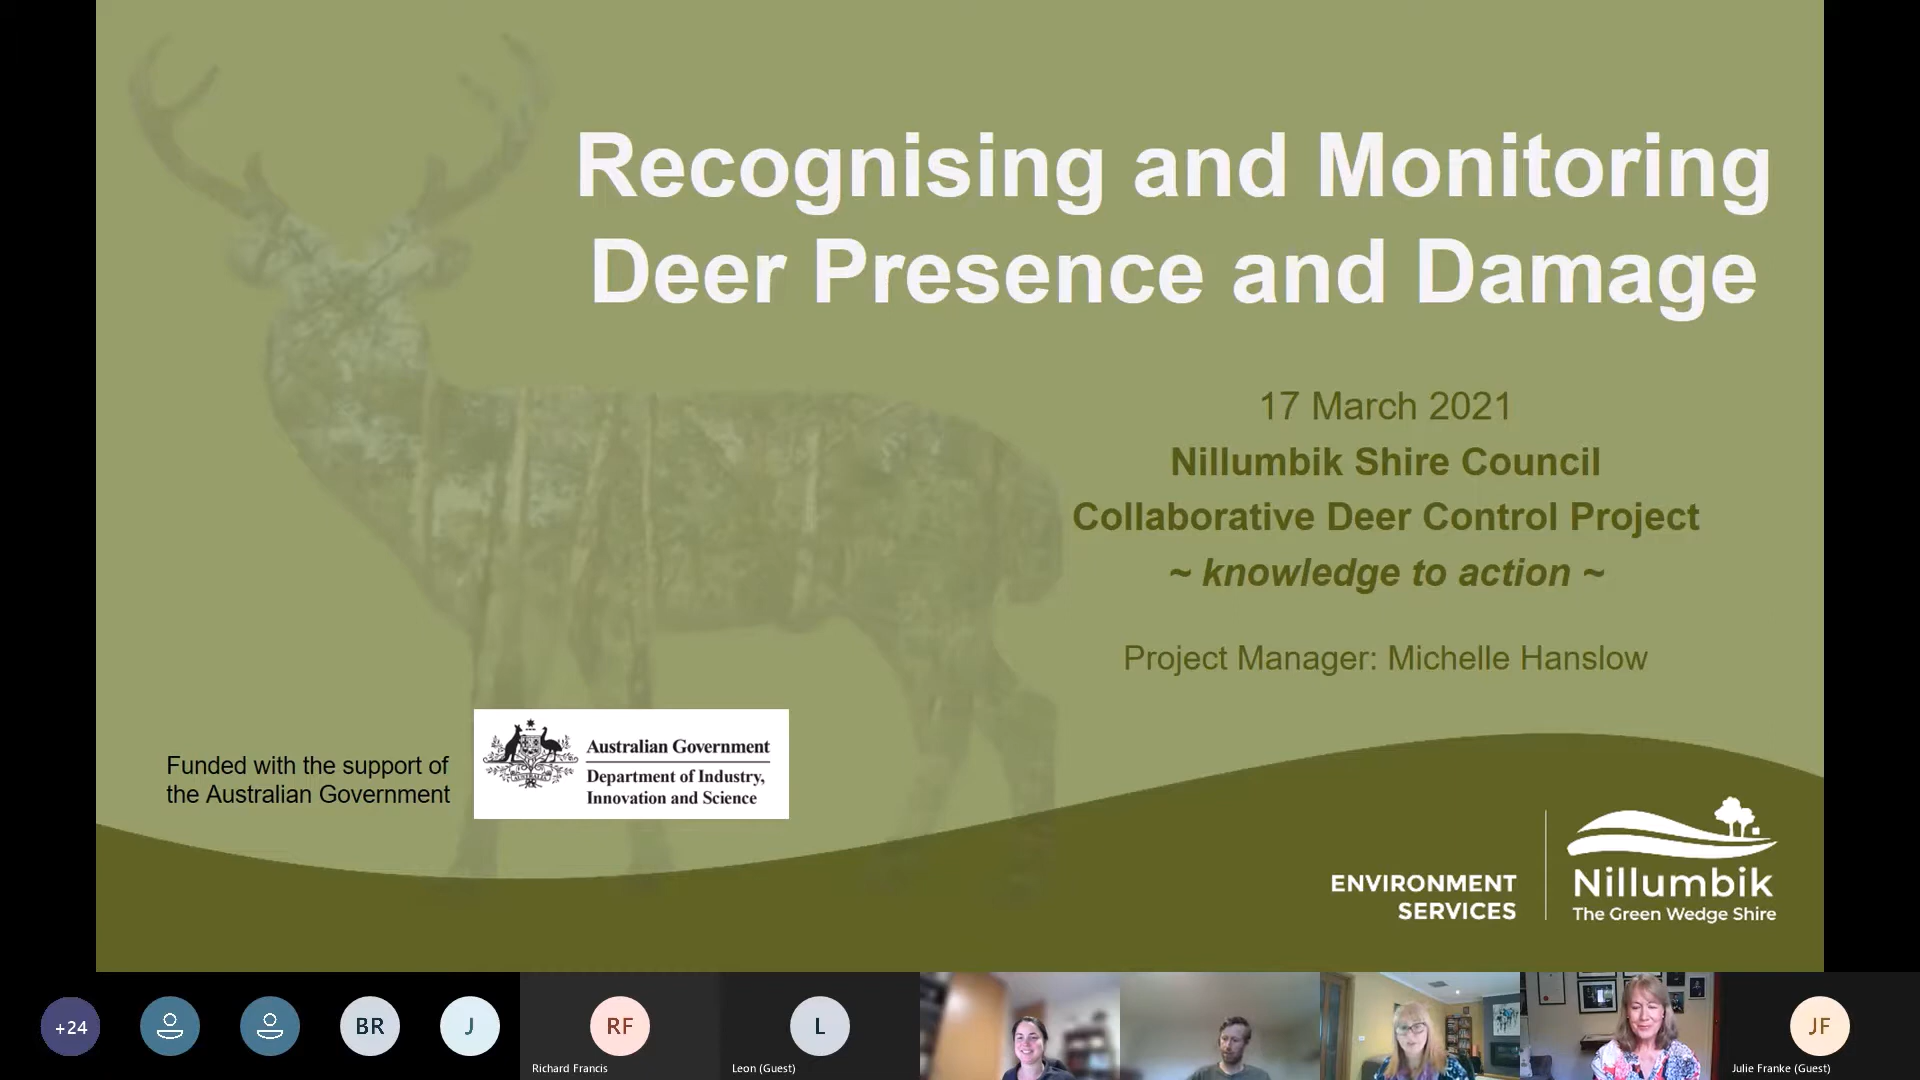 Recognising and Monitoring
Deer Presence and Damage
17 March 2021
Nillumbik Shire Council
Collaborative Deer Control Project
~ knowledge to action ~
Project Manager: Michelle Hanslow
Funded with the support of
the Australian Government
Australian Government
Department of Industry,
Innovation and Science
ENVIRONMENT
SERVICES
Nillumbik
The Green Wedge Shire
+24
BR
J
RF
Richard Francis
L
Leon (Guest)
JF
Julie Franke (Guest)